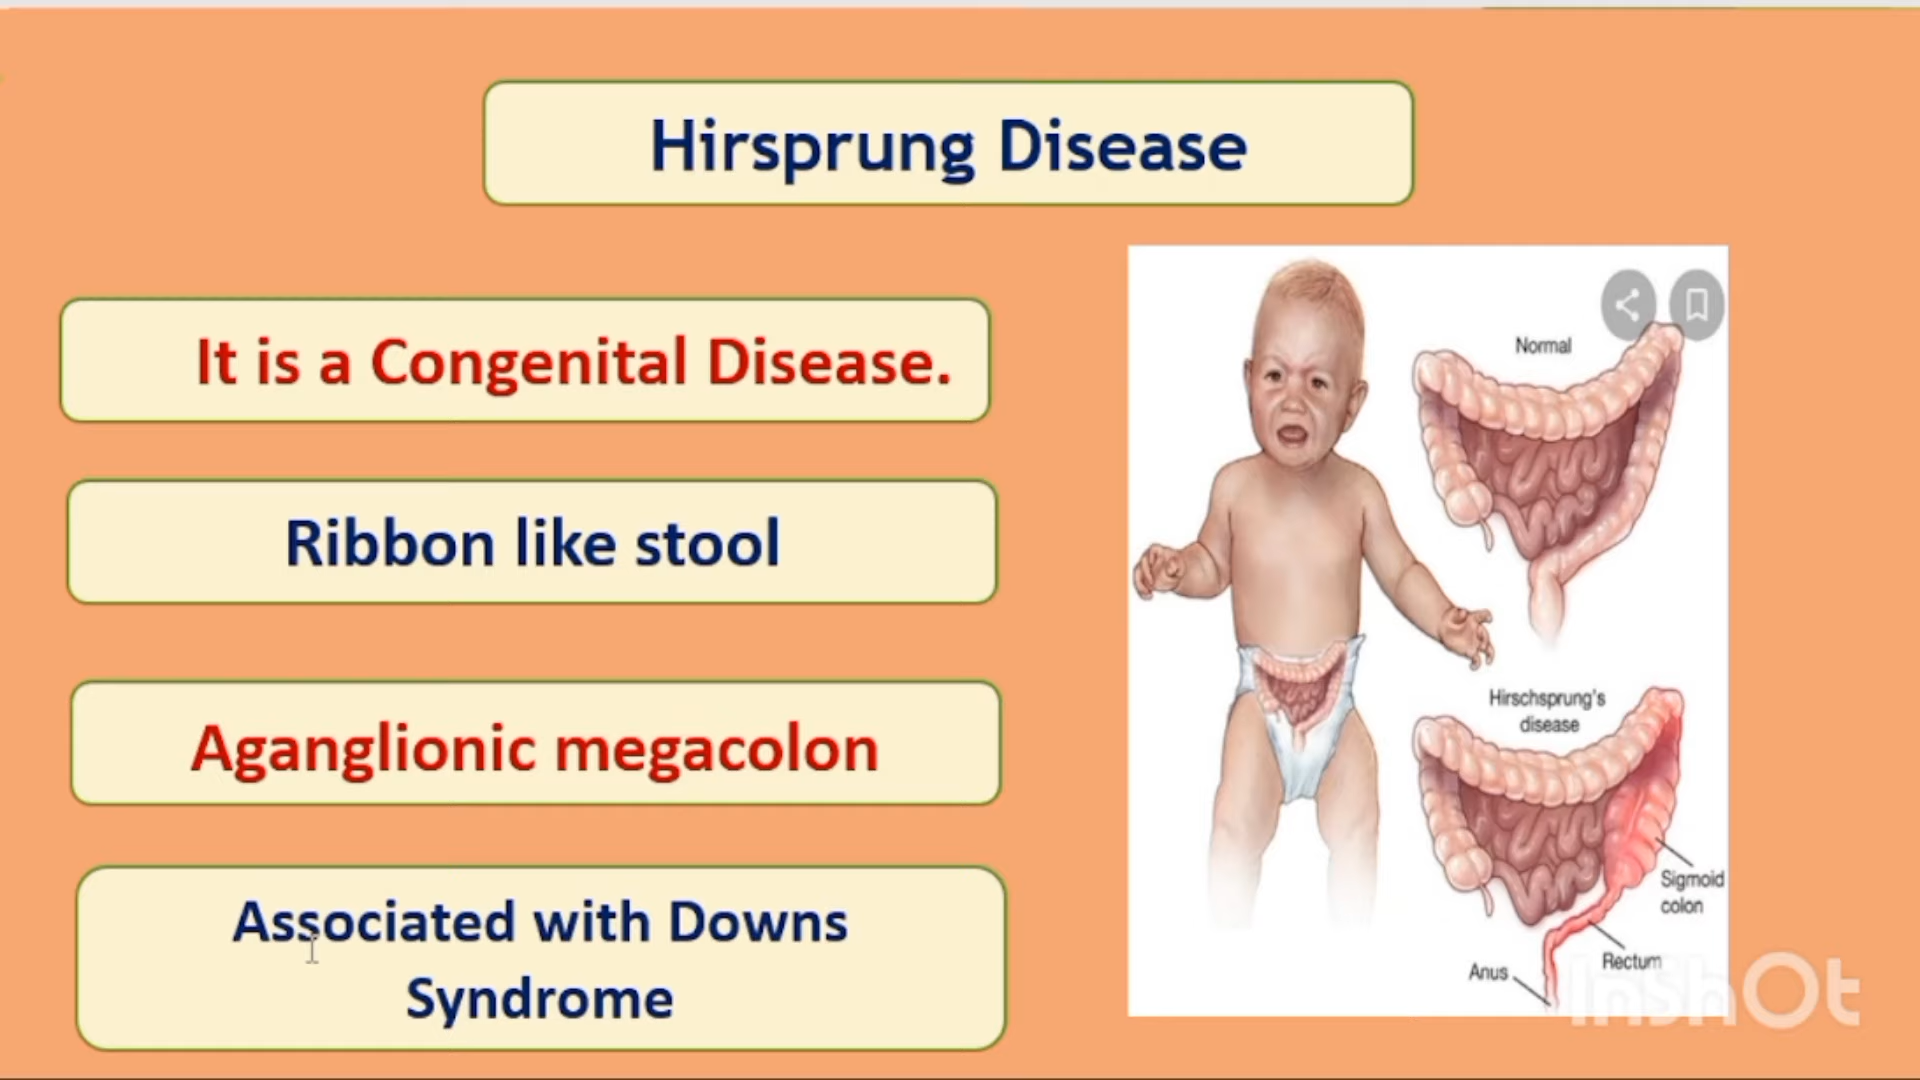 Hirsprung Disease
It is a Congenital Disease.
Ribbon like stool
Aganglionic megacolon
Associated with Downs
Syndrome
Normal
Hirschsprung's
disease
Sigmoid
colon
Rectum
Anus
InShOt